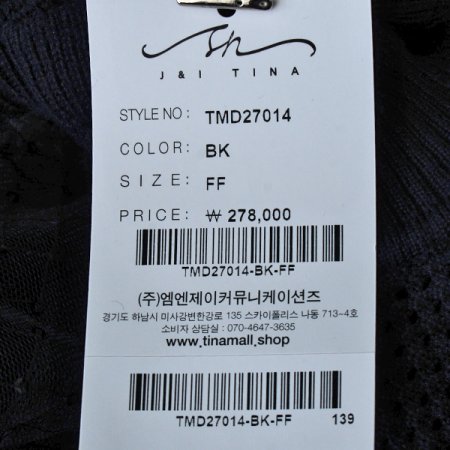 J & I TINA
STYLE NO : TMD27014
COLOR : BK
SIZE : FF
PRICE : ₩ 278,000
TMD27014-BK-FF
(주)엠엔제이커뮤니케이션즈
경기도 하남시 미사강변한강로 135 스카이폴리스 나동 713~4호
소비자 상담실 : 070-4647-3635
www.tinamall.shop
TMD27014-BK-FF 139